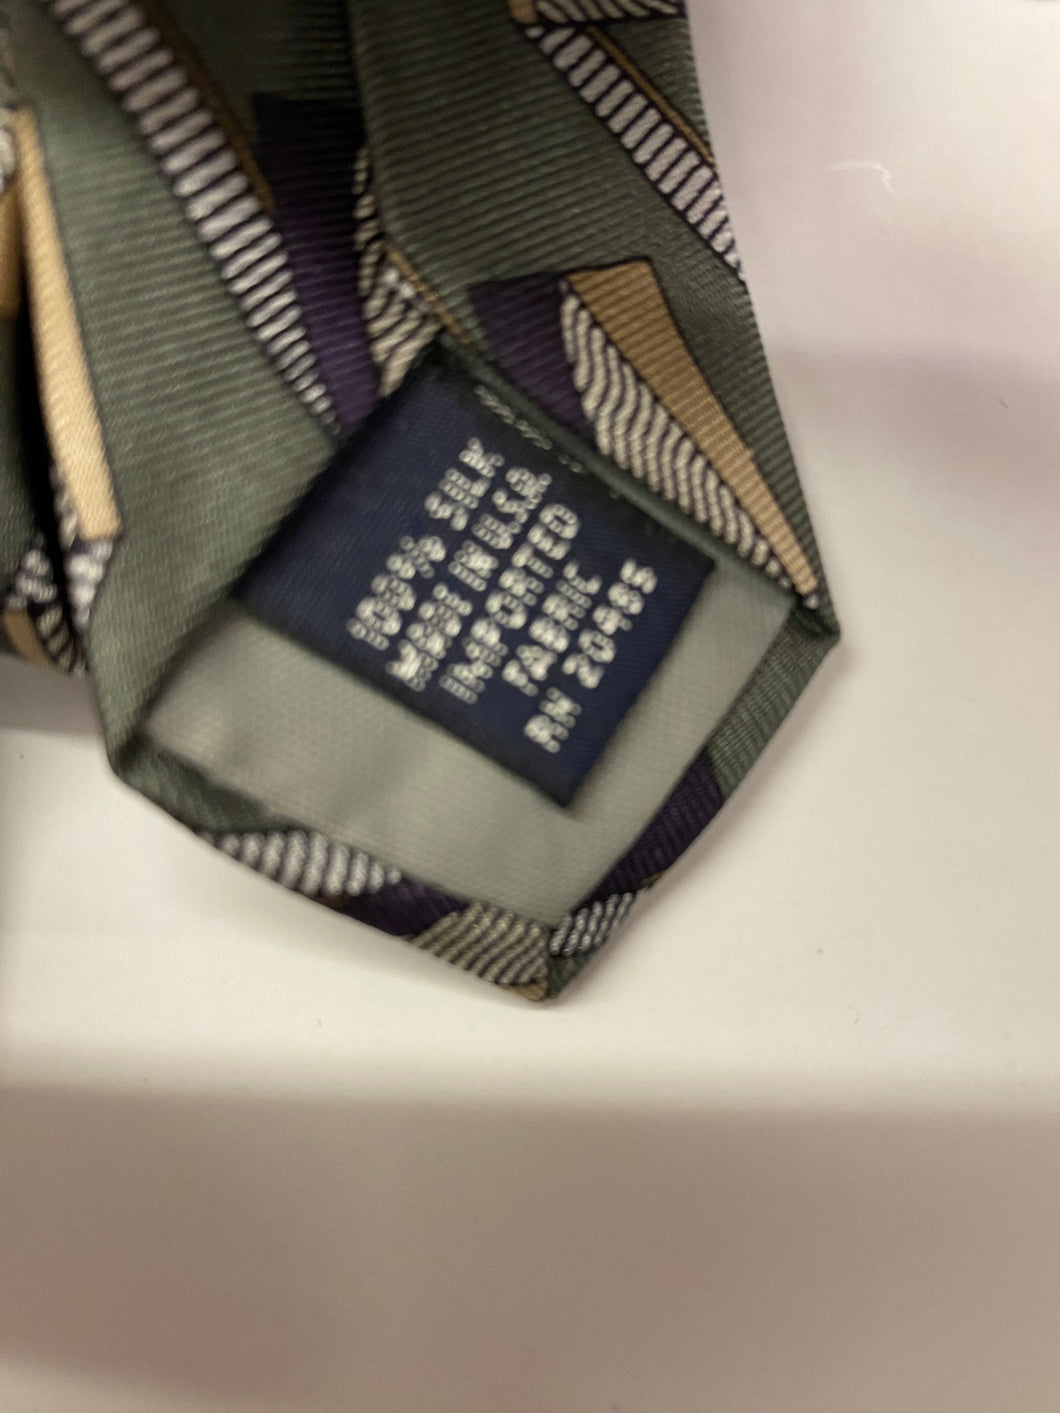 100% SILK
MADE IN U.S.A.
IMPORTED
FABRIC
RN 20485